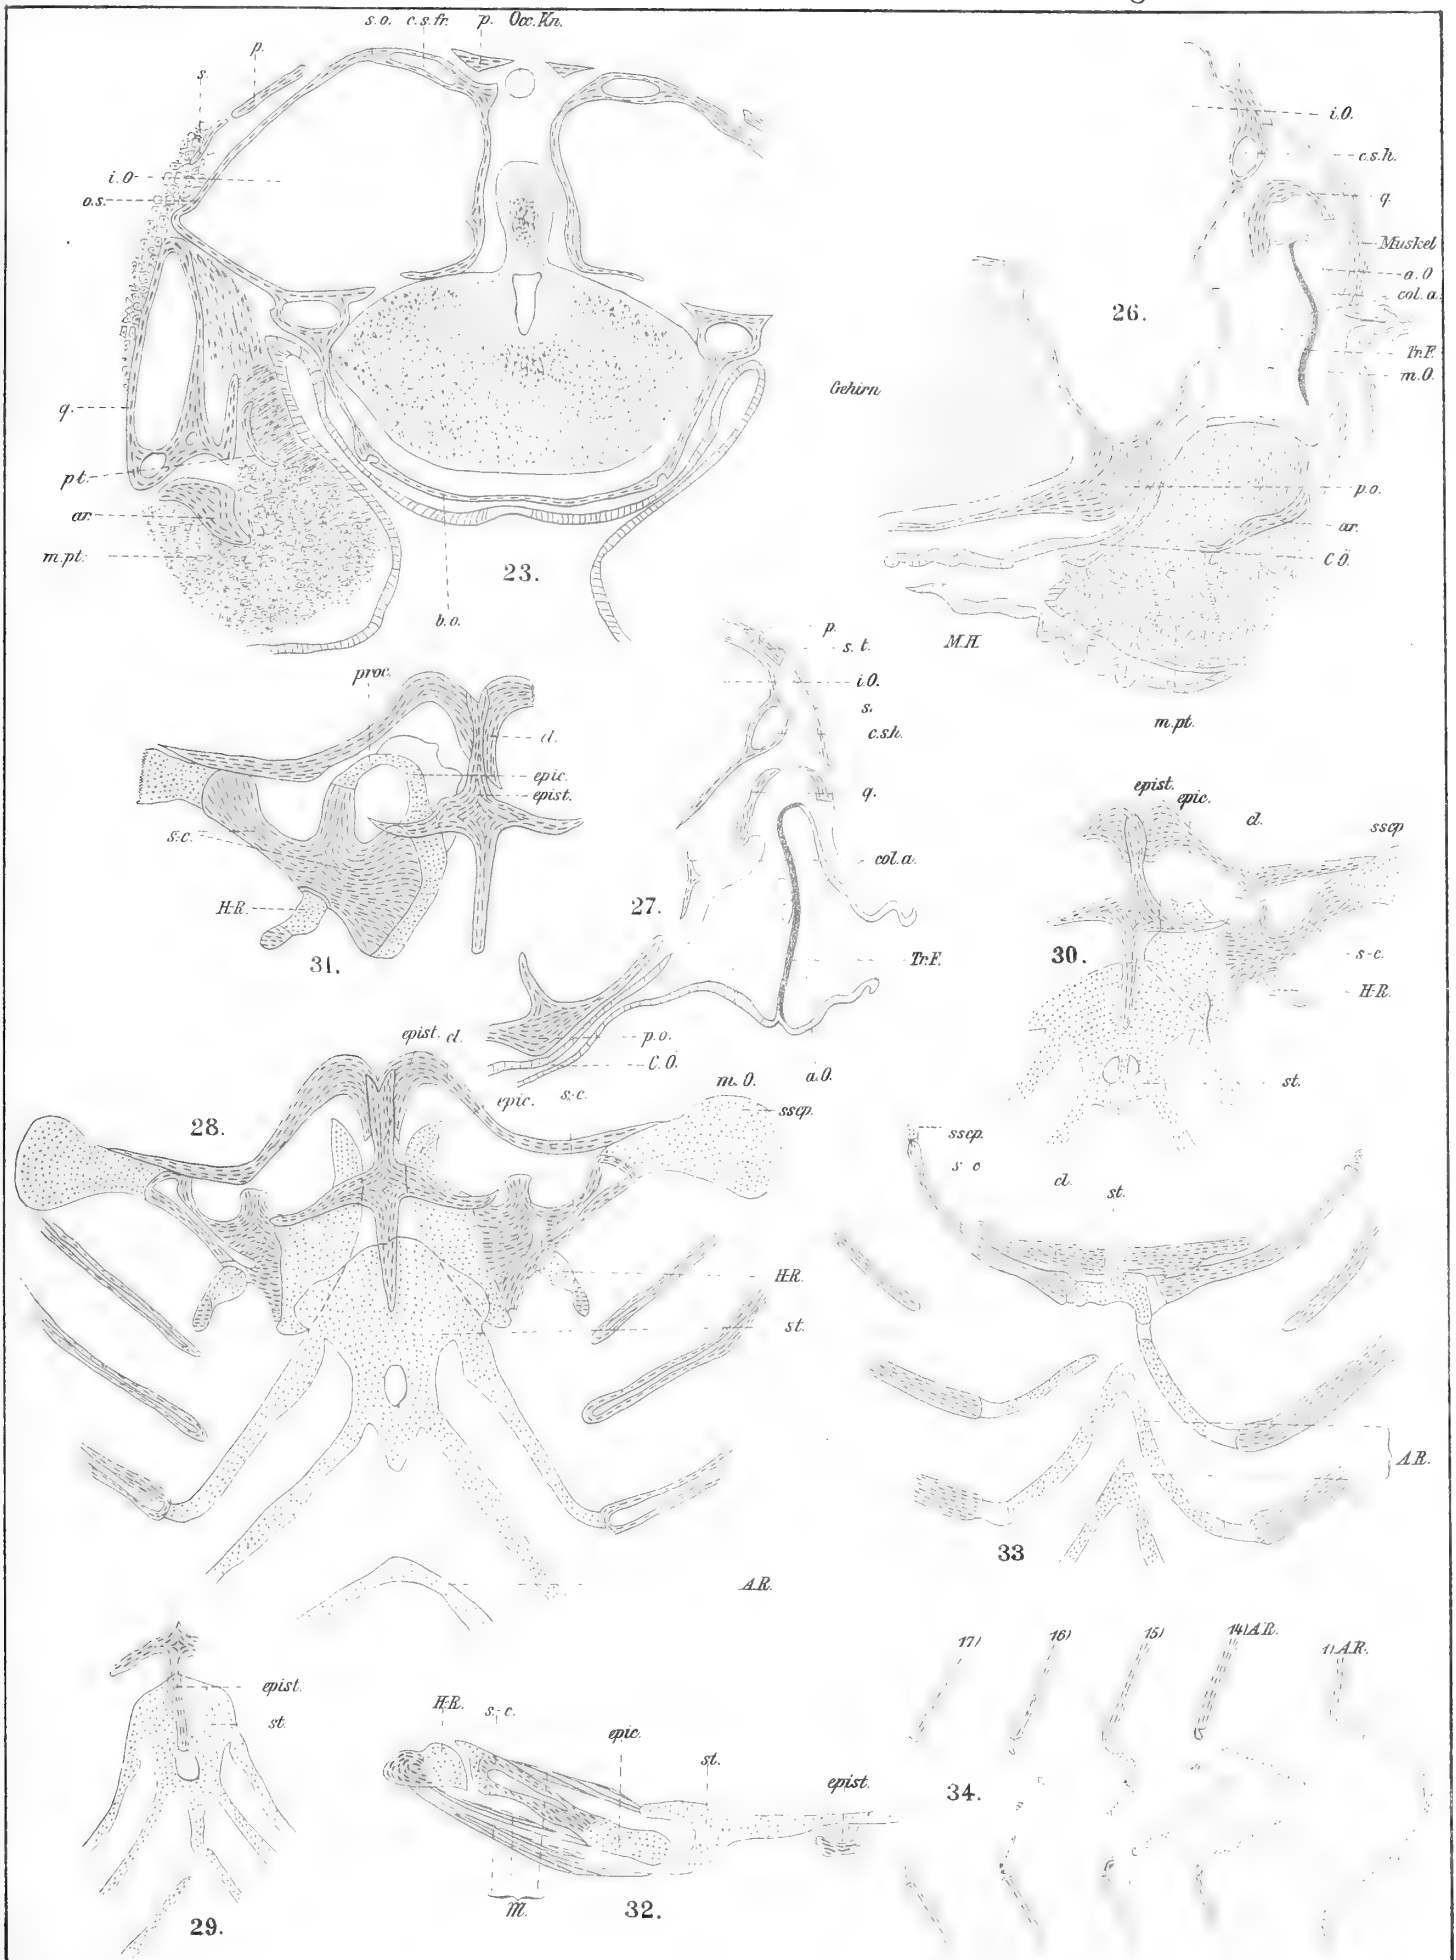 s.o. c.s.fr. p. Occ.Kn.
p.
s.
i.O
o.s.
q.
pt.
ar.
m.pt.
23.
b.o.
i.O.
c.s.h.
q.
Muskel
a.O
col.a.
Tr.F.
m.O.
26.
Gehirn
p.o.
ar.
C.O.
M.H.
m.pt.
proc.
cl.
epic.
epist.
s-c.
H-R.
31.
p.
s.t.
i.O.
s.
c.s.h.
q.
col.a.
27.
Tr.F.
p.o.
C.O.
m.O. a.O.
epist.
epic.
cl.
sscp
30.
s-c.
H-R.
st.
epist. cl.
epic. s-c.
sscp.
28.
H-R.
st.
A.R.
sscp.
s-c
cl.
st.
A.R.
33
epist.
st.
29.
H-R. s-c.
epic.
st.
epist.
m.
32.
17) 16) 15) 14) A.R. 1) A.R.
34.